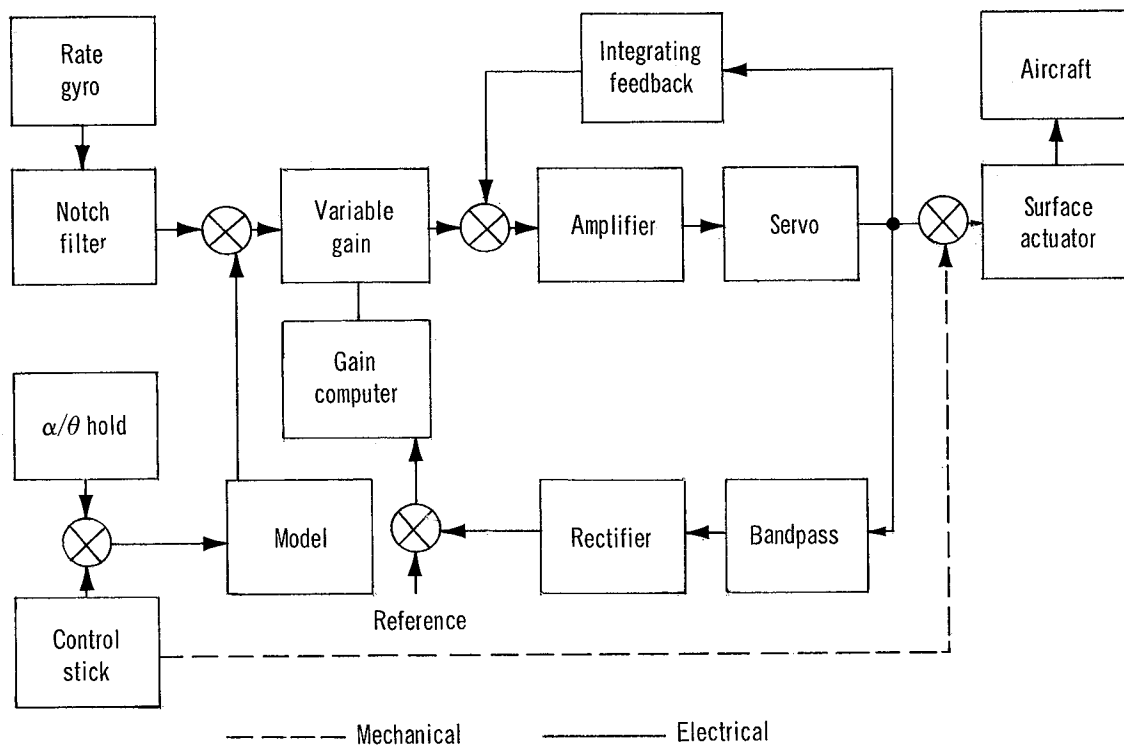 Rate
gyro
Integrating
feedback
Aircraft
Notch
filter
Variable
gain
Amplifier
Servo
Surface
actuator
Gain
computer
α/θ hold
Model
Rectifier
Bandpass
Reference
Control
stick
Mechanical
Electrical